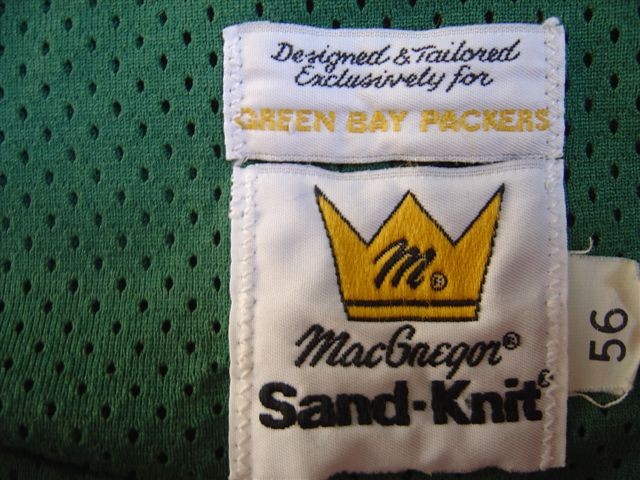 Designed & Tailored
Exclusively for
GREEN BAY PACKERS
M®
MacGregor®
Sand-Knit®
56